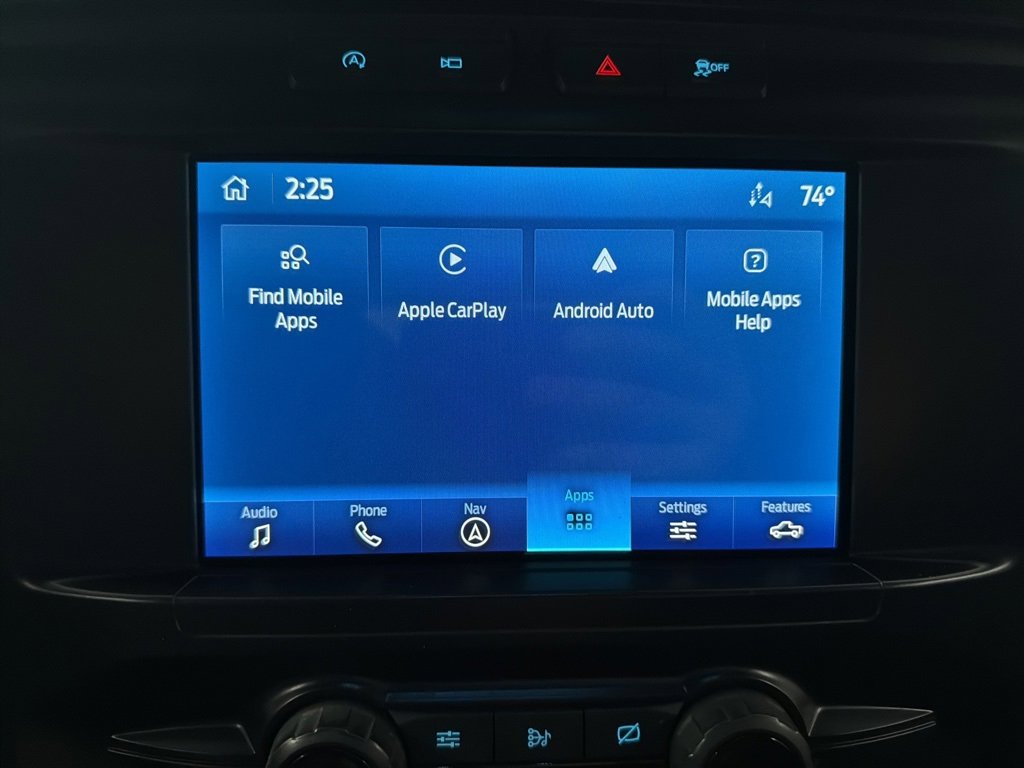 A
OFF
2:25
74°
Find Mobile
Apps
Apple CarPlay
Android Auto
?
Mobile Apps
Help
Audio
Phone
Nav
Apps
Settings
Features